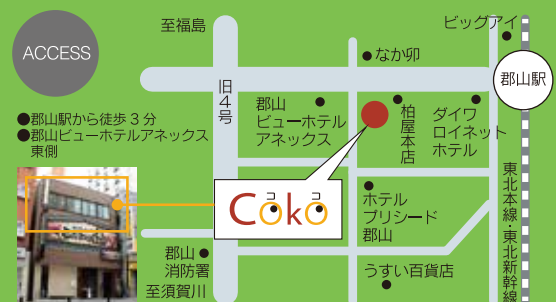 ACCESS
●郡山駅から徒歩3分
●郡山ビューホテルアネックス
東側
至福島
旧4号
なか卯
ビッグアイ
郡山駅
郡山
ビューホテル
アネックス
柏屋本店
ダイワ
ロイネット
ホテル
ココ
Coko
ホテル
プリシード
郡山
東北本線・東北新幹線
郡山
消防署
うすい百貨店
至須賀川